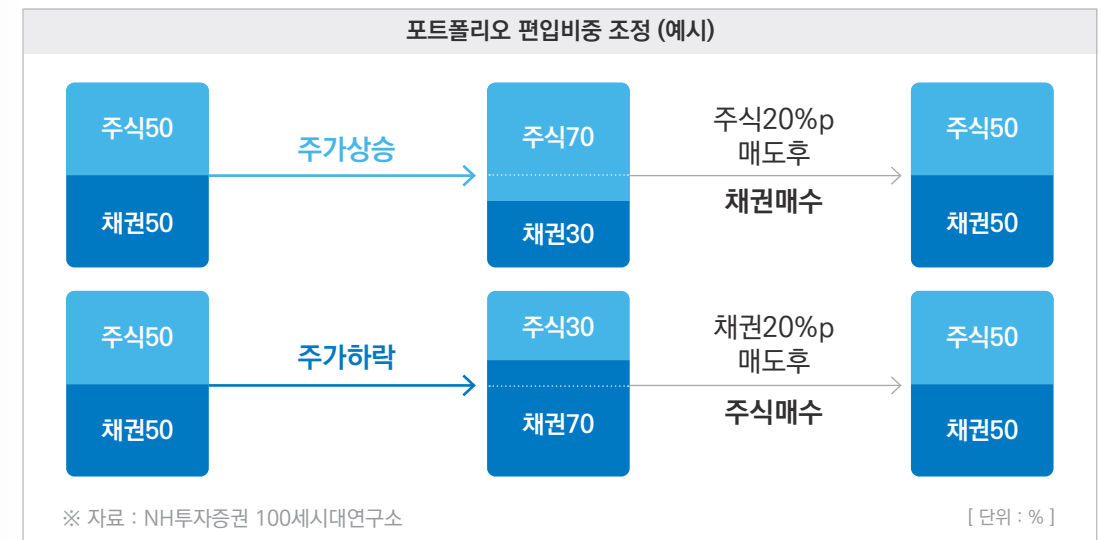 포트폴리오 편입비중 조정 (예시)
주식50
채권50
주가상승
주식70
채권30
주식20%p
매도후
채권매수
주식50
채권50
주식50
채권50
주가하락
주식30
채권70
채권20%p
매도후
주식매수
주식50
채권50
※ 자료 : NH투자증권 100세시대연구소
[ 단위 : % ]